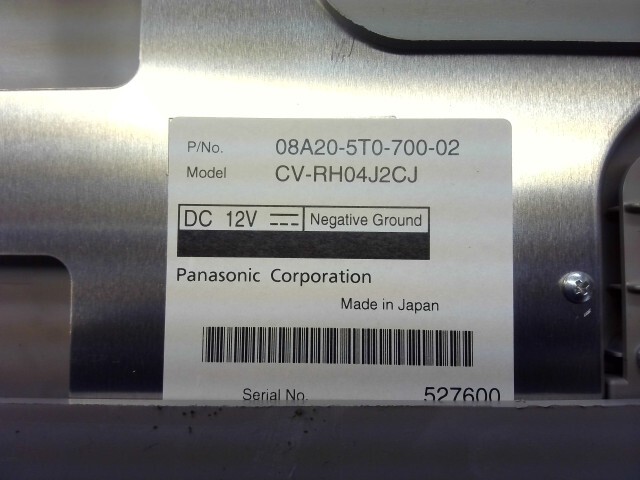 P/No. 08A20-5T0-700-02
Model CV-RH04J2CJ
DC 12V ⎓ Negative Ground
Panasonic Corporation
Made in Japan
Serial No. 527600